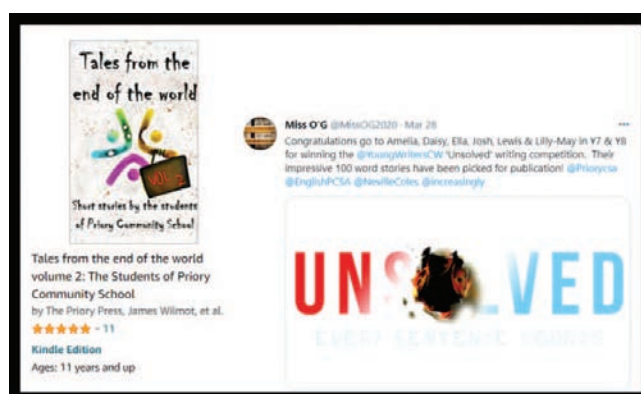 Tales from the
end of the world
VOL 2
Short stories by the students
of Priory Community School
Tales from the end of the world
volume 2: The Students of Priory
Community School
by The Priory Press, James Wilmot, et al.
11
Kindle Edition
Ages: 11 years and up
Miss O'G @MissOG2020 · Mar 28
Congratulations go to Amelia, Daisy, Ella, Josh, Lewis & Lilly-May in Y7 & Y8
for winning the @YoungWritersCW 'Unsolved' writing competition. Their
impressive 100 word stories have been picked for publication! @Priorycsa
@EnglishPCSA @NevilleColes @increasingly
UNSOLVED
EVERY SENTENCE COUNTS